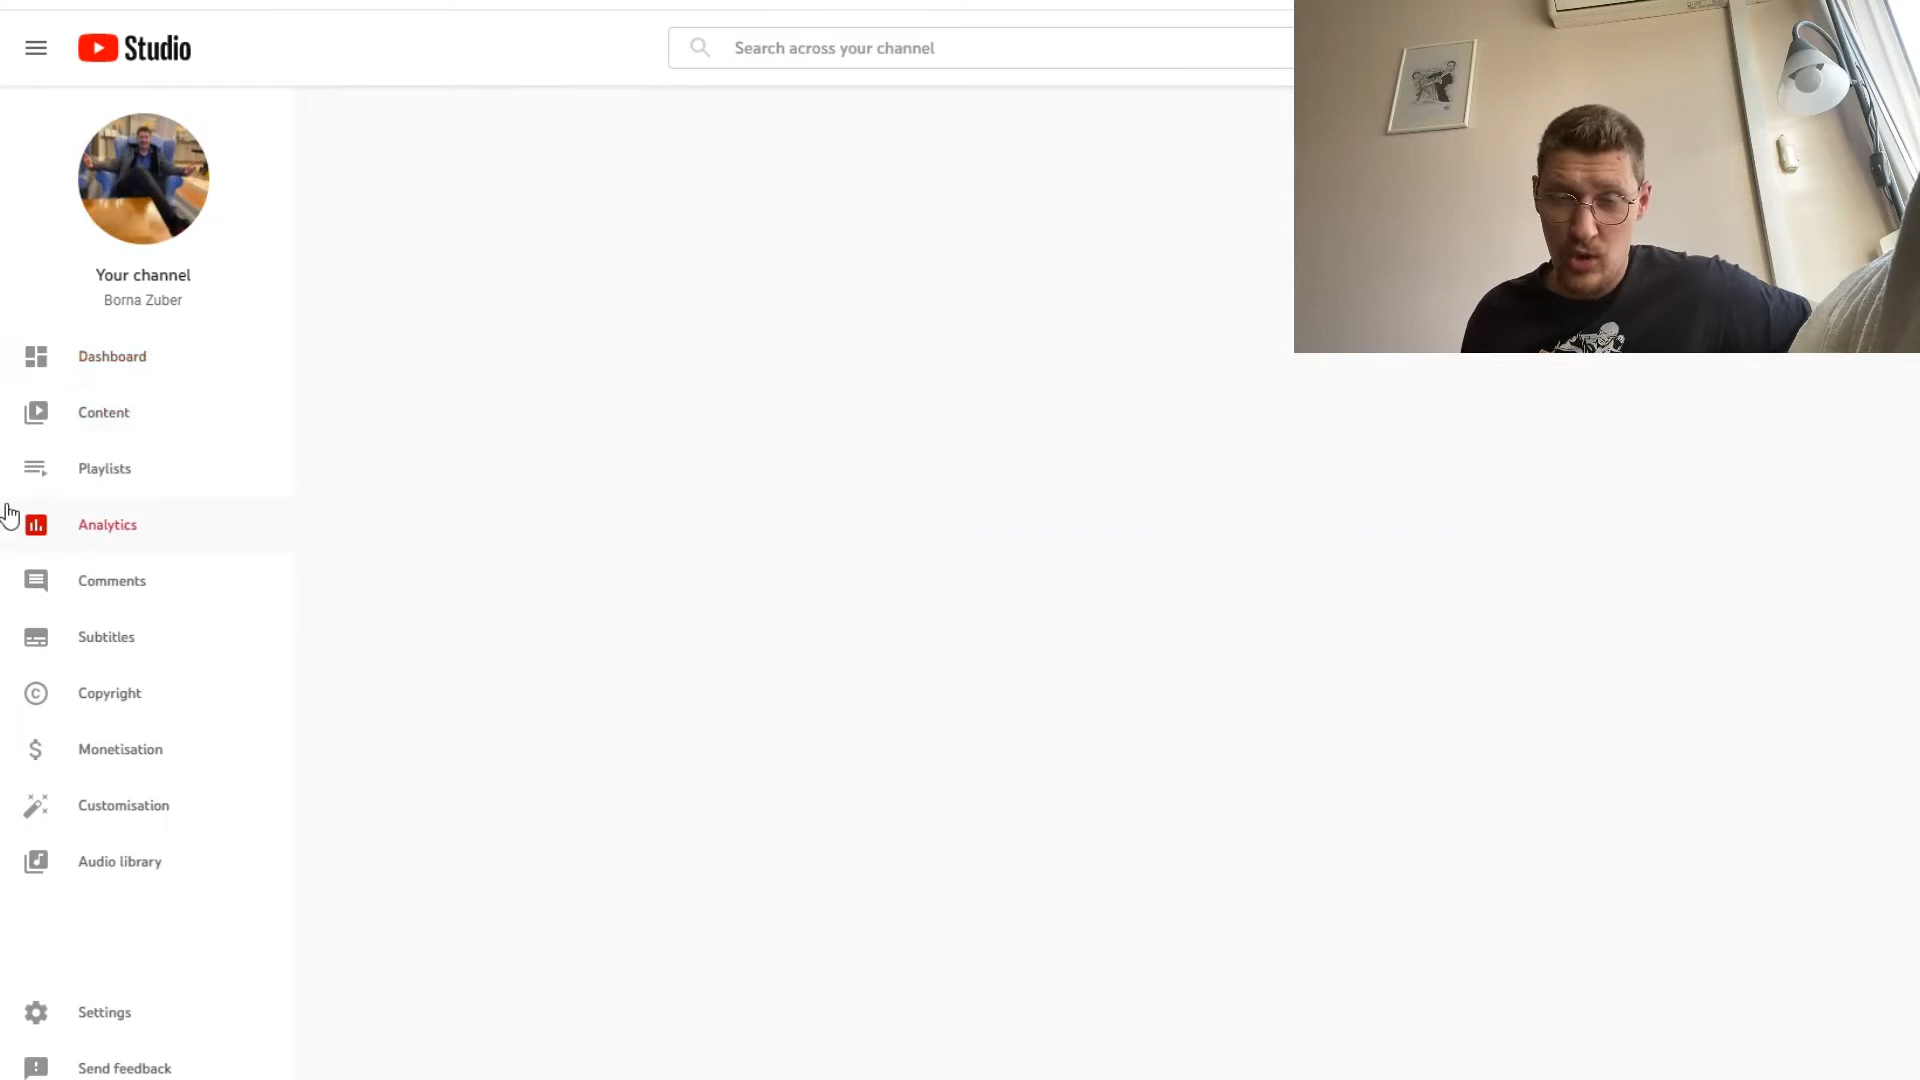 Studio
Search across your channel
Your channel
Borna Zuber
Dashboard
Content
Playlists
Analytics
Comments
Subtitles
Copyright
Monetisation
Customisation
Audio library
Settings
Send feedback